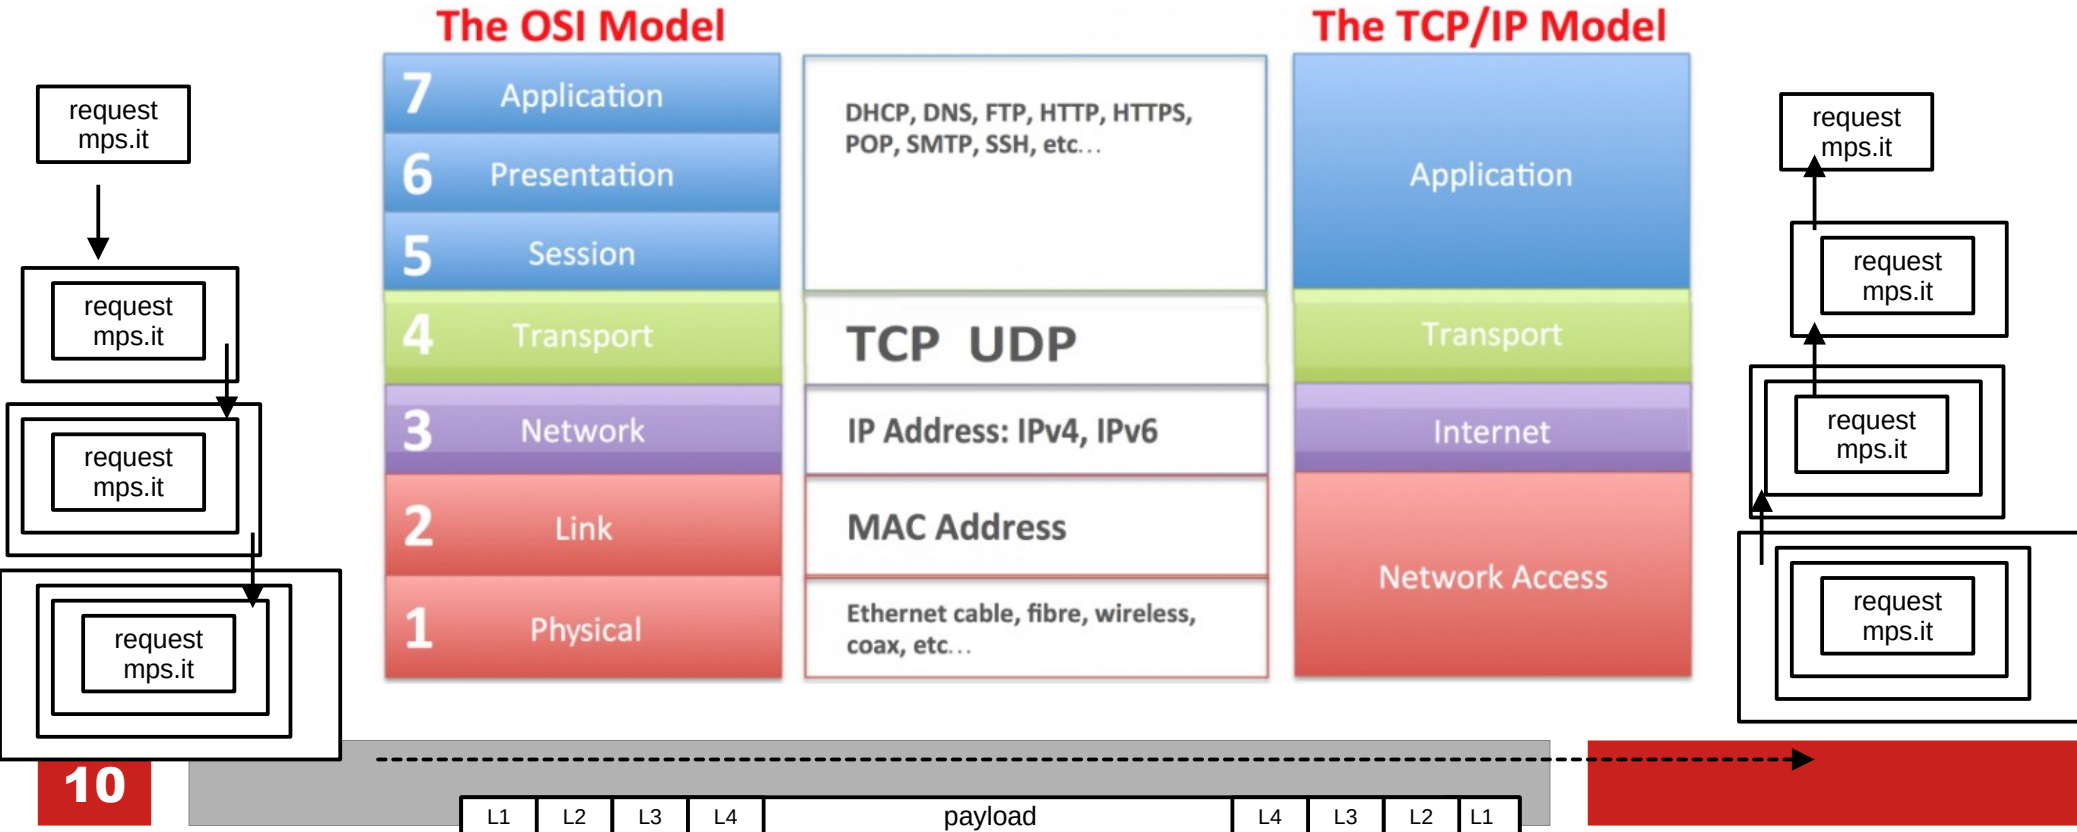 The OSI Model
The TCP/IP Model
request
mps.it
request
mps.it
request
mps.it
request
mps.it
7 Application
6 Presentation
5 Session
4 Transport
3 Network
2 Link
1 Physical
DHCP, DNS, FTP, HTTP, HTTPS,
POP, SMTP, SSH, etc...
TCP UDP
IP Address: IPv4, IPv6
MAC Address
Ethernet cable, fibre, wireless,
coax, etc...
Application
Transport
Internet
Network Access
request
mps.it
request
mps.it
request
mps.it
request
mps.it
10
L1 L2 L3 L4 payload L4 L3 L2 L1